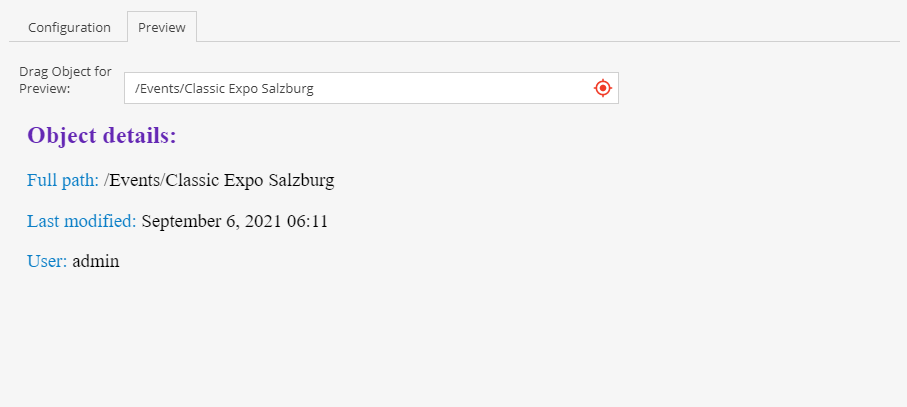 Configuration Preview
Drag Object for
Preview:
/Events/Classic Expo Salzburg
Object details:
Full path: /Events/Classic Expo Salzburg
Last modified: September 6, 2021 06:11
User: admin